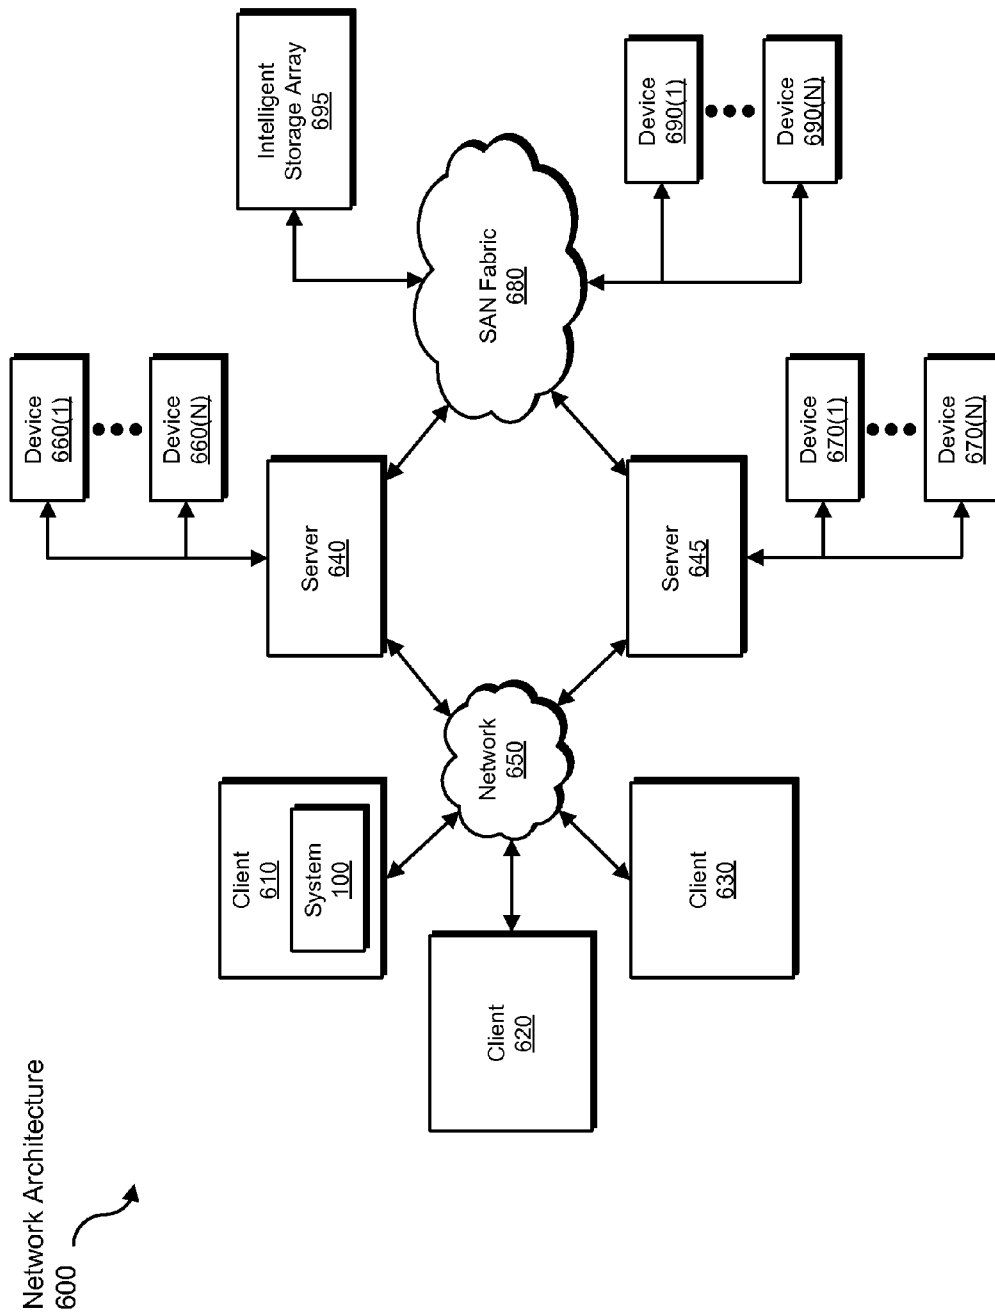 Network Architecture
600
Client
610
System
100
Client
620
Client
630
Network
650
Server
640
Server
645
Device
660(1)
Device
660(N)
Device
670(1)
Device
670(N)
SAN Fabric
680
Intelligent
Storage Array
695
Device
690(1)
Device
690(N)